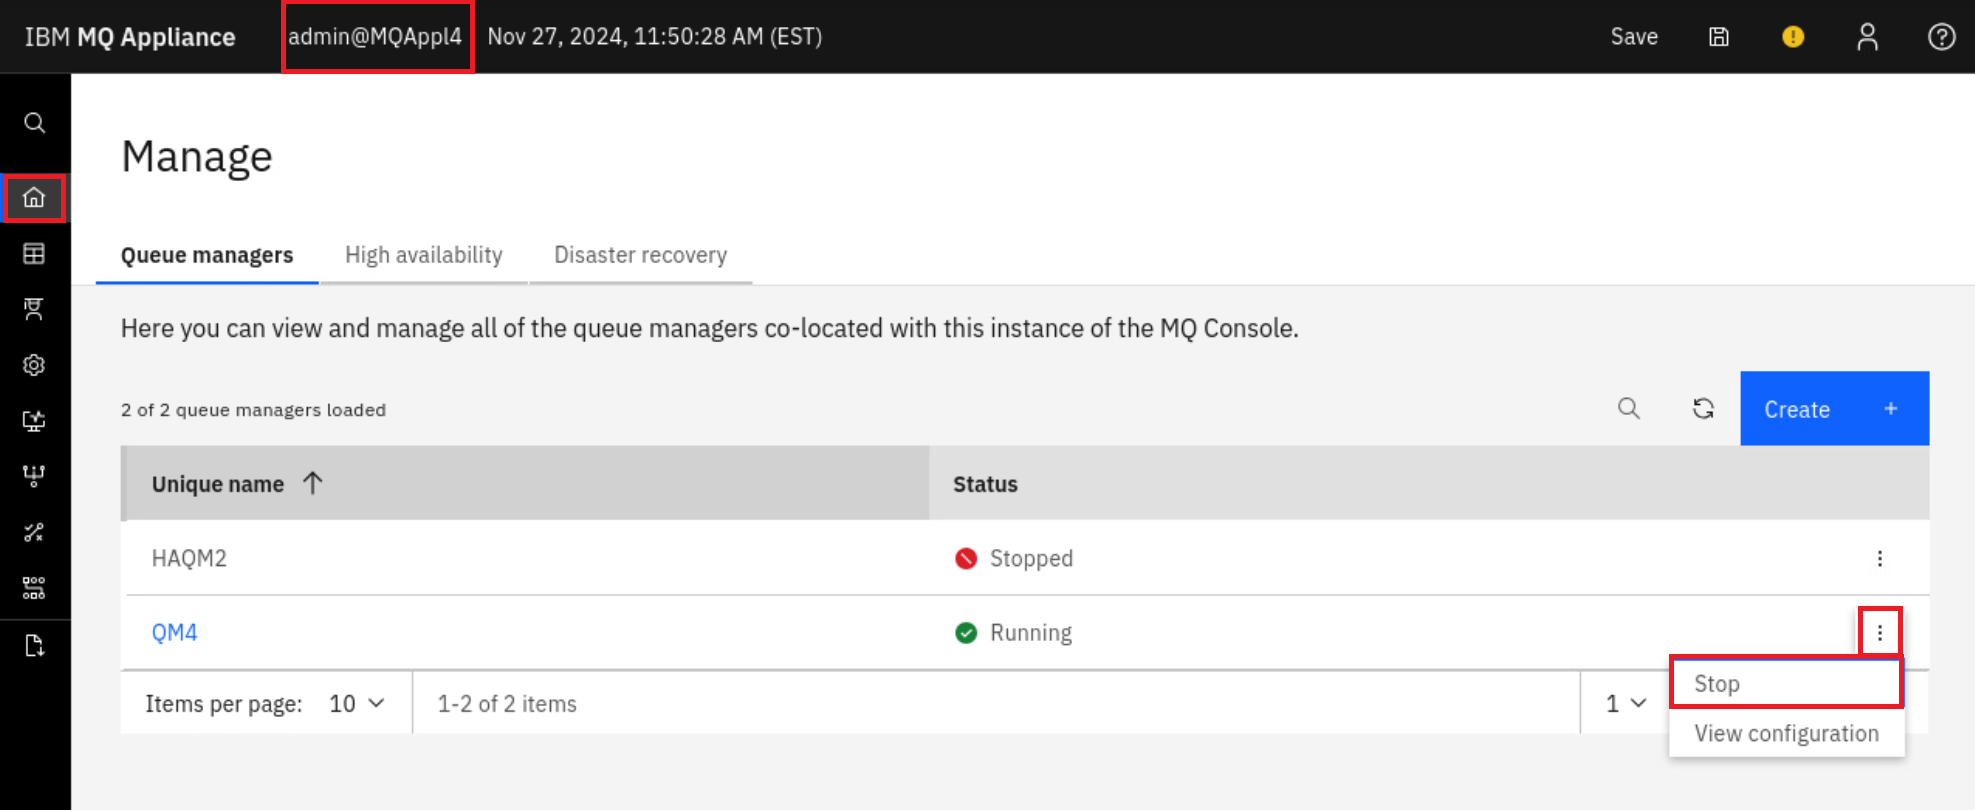 IBM MQ Appliance admin@MQAppl4 Nov 27, 2024, 11:50:28 AM (EST) Save
Manage
Queue managers High availability Disaster recovery
Here you can view and manage all of the queue managers co-located with this instance of the MQ Console.
2 of 2 queue managers loaded
Create +
Unique name Status
HAQM2 Stopped
QM4 Running
Items per page: 10 1-2 of 2 items 1
Stop
View configuration